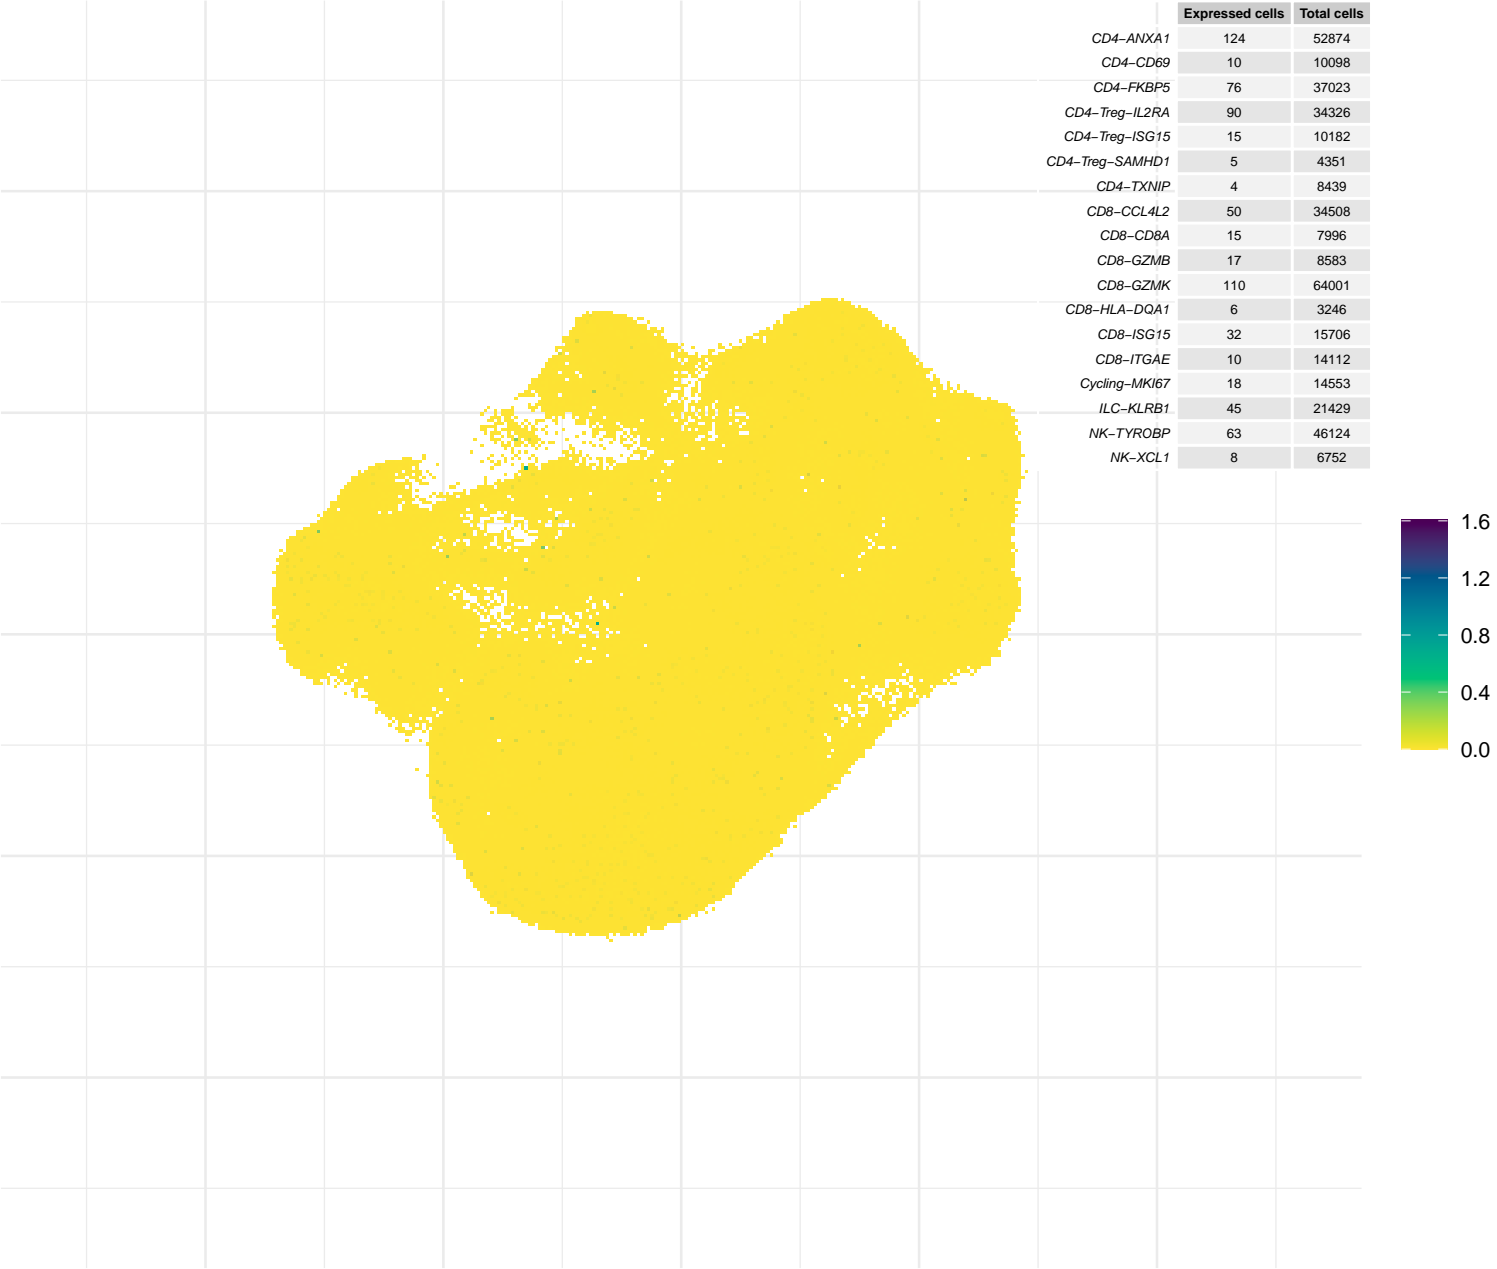 Expressed cells Total cells
CD4−ANXA1 124 52874
CD4−CD69 10 10098
CD4−FKBP5 76 37023
CD4−Treg−IL2RA 90 34326
CD4−Treg−ISG15 15 10182
CD4−Treg−SAMHD1 5 4351
CD4−TXNIP 4 8439
CD8−CCL4L2 50 34508
CD8−CD8A 15 7996
CD8−GZMB 17 8583
CD8−GZMK 110 64001
CD8−HLA−DQA1 6 3246
CD8−ISG15 32 15706
CD8−ITGAE 10 14112
Cycling−MKI67 18 14553
ILC−KLRB1 45 21429
NK−TYROBP 63 46124
NK−XCL1 8 6752
1.6
1.2
0.8
0.4
0.0